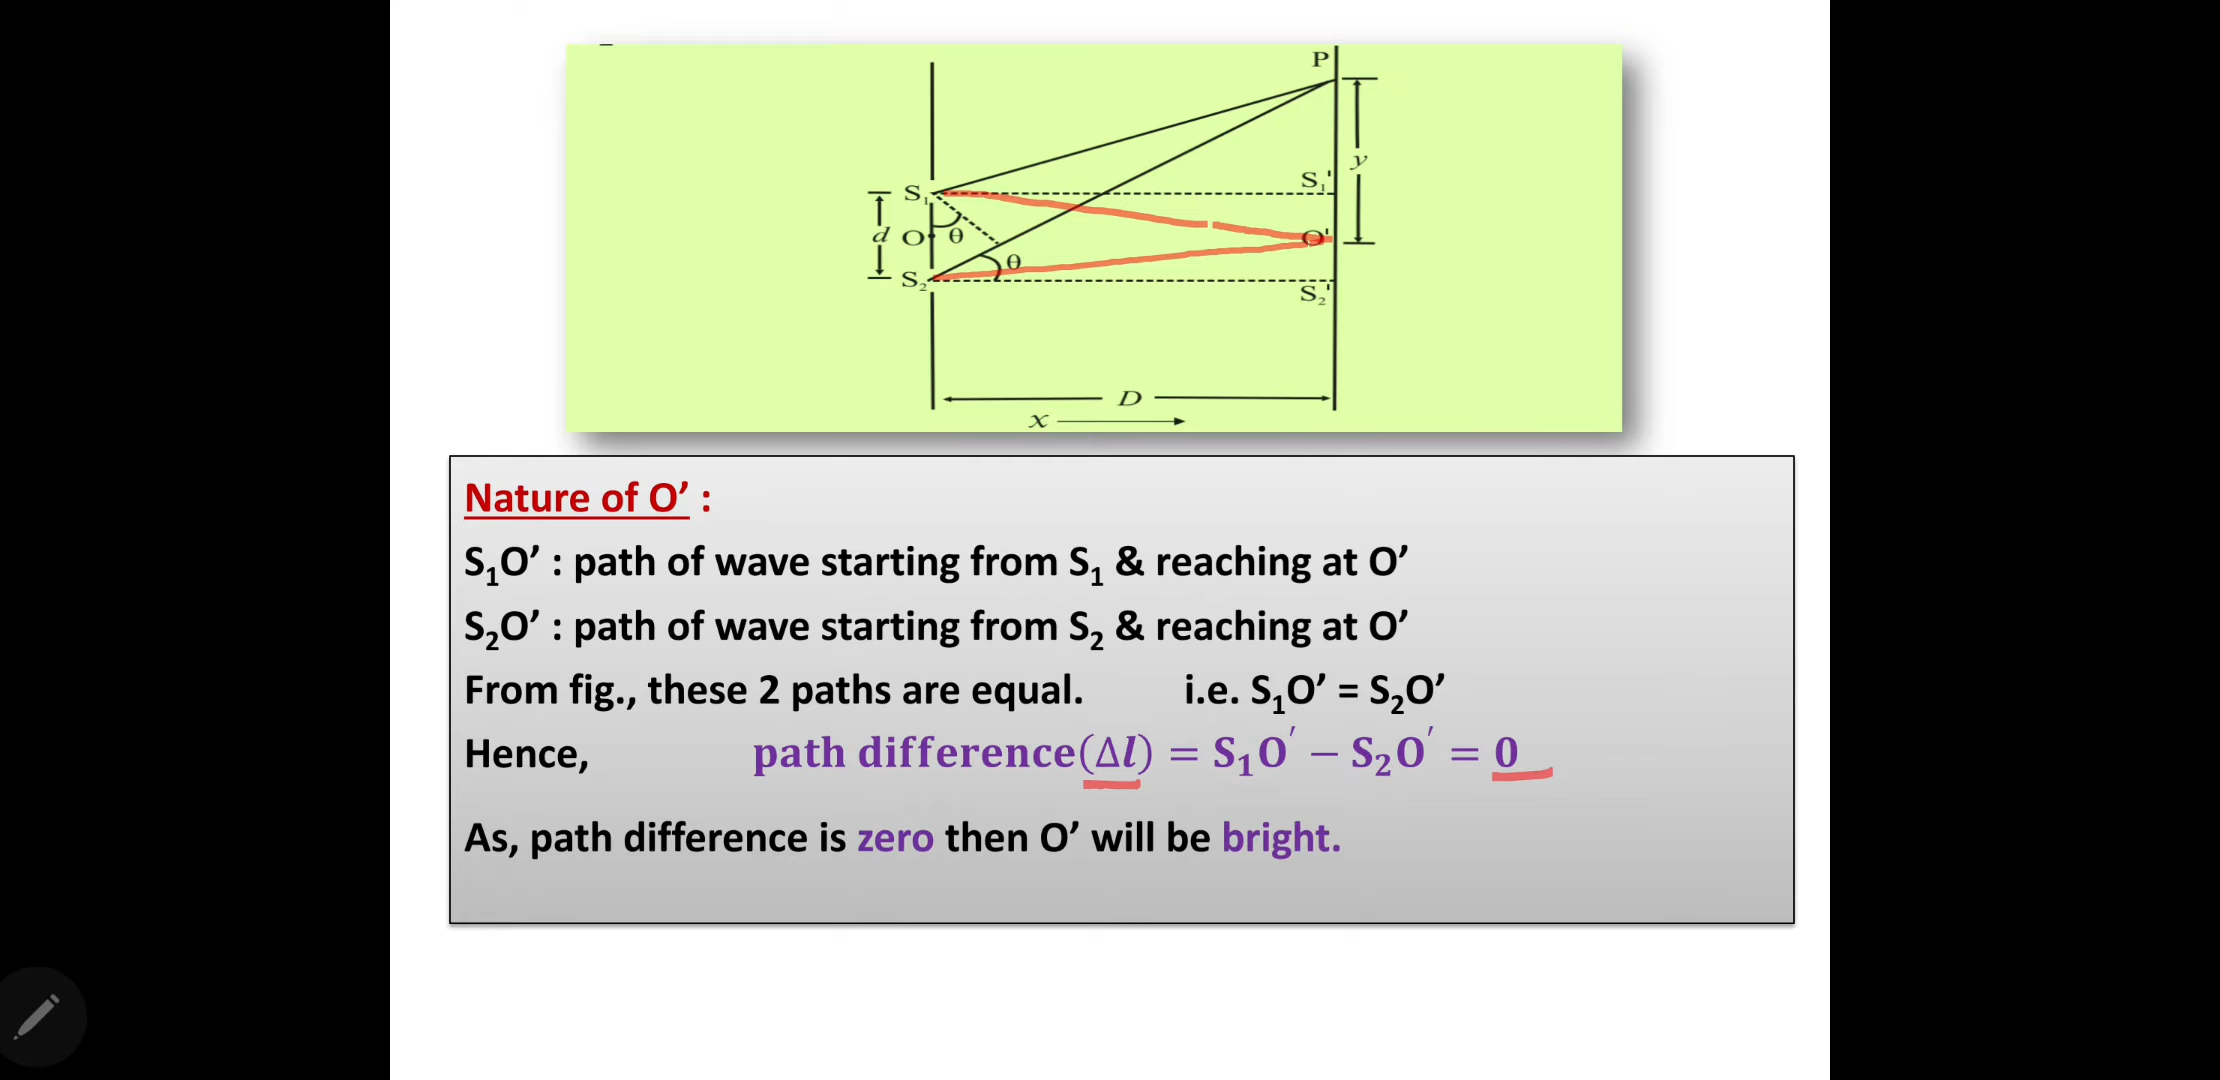 P
S₁
S₁'
y
d
O
θ
O'
θ
S₂
S₂'
D
x
Nature of O’ :
S₁O’ : path of wave starting from S₁ & reaching at O’
S₂O’ : path of wave starting from S₂ & reaching at O’
From fig., these 2 paths are equal. i.e. S₁O’ = S₂O’
Hence, path difference(Δl) = S₁O′ − S₂O′ = 0
As, path difference is zero then O’ will be bright.